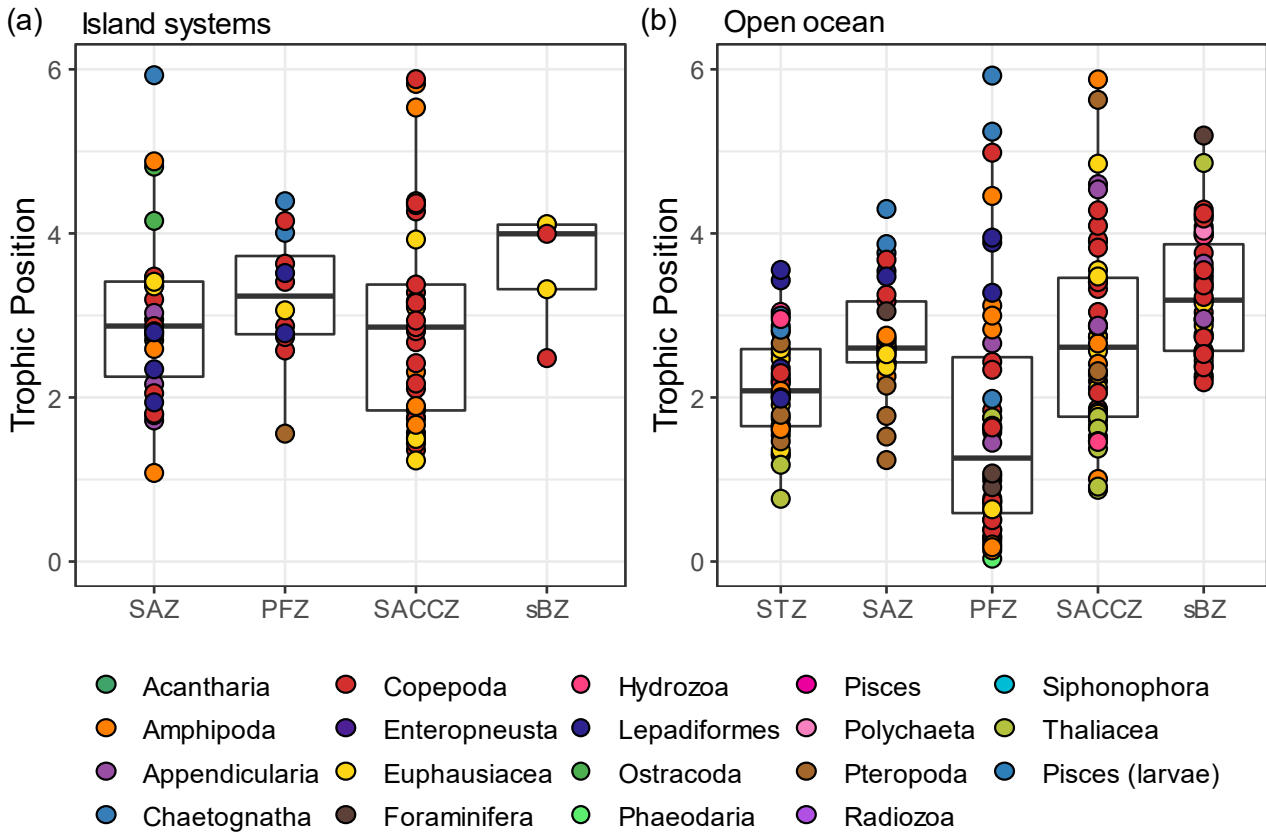 (a) Island systems
(b) Open ocean
Trophic Position
6
4
2
0
SAZ PFZ SACCZ sBZ
Trophic Position
6
4
2
0
STZ SAZ PFZ SACCZ sBZ
Acantharia Copepoda Hydrozoa Pisces Siphonophora
Amphipoda Enteropneusta Lepadiformes Polychaeta Thaliacea
Appendicularia Euphausiacea Ostracoda Pteropoda Pisces (larvae)
Chaetognatha Foraminifera Phaeodaria Radiozoa